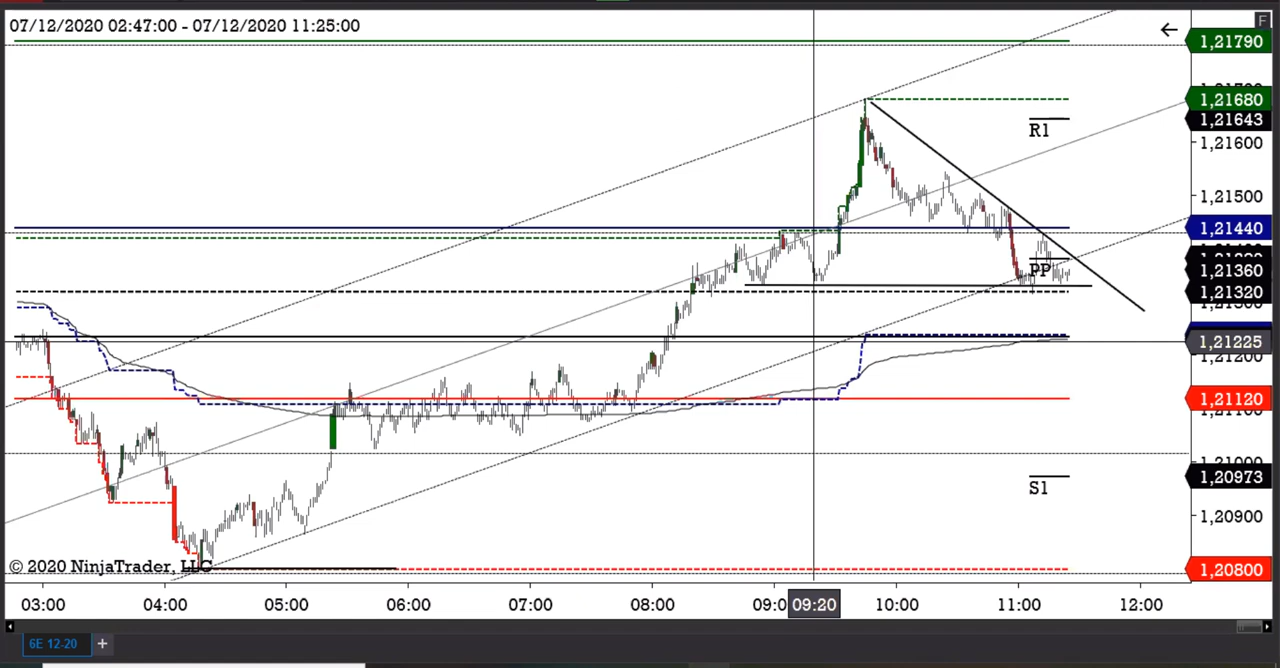 07/12/2020 02:47:00 - 07/12/2020 11:25:00
F
1,21790
1,21680
1,21643
R1
1,21600
1,21500
1,21440
1,21360
PP
1,21320
1,21225
1,21200
1,21120
1,21000
1,20973
S1
1,20900
1,20800
© 2020 NinjaTrader, LLC
03:00 04:00 05:00 06:00 07:00 08:00 09:20 10:00 11:00 12:00
6E 12-20 +